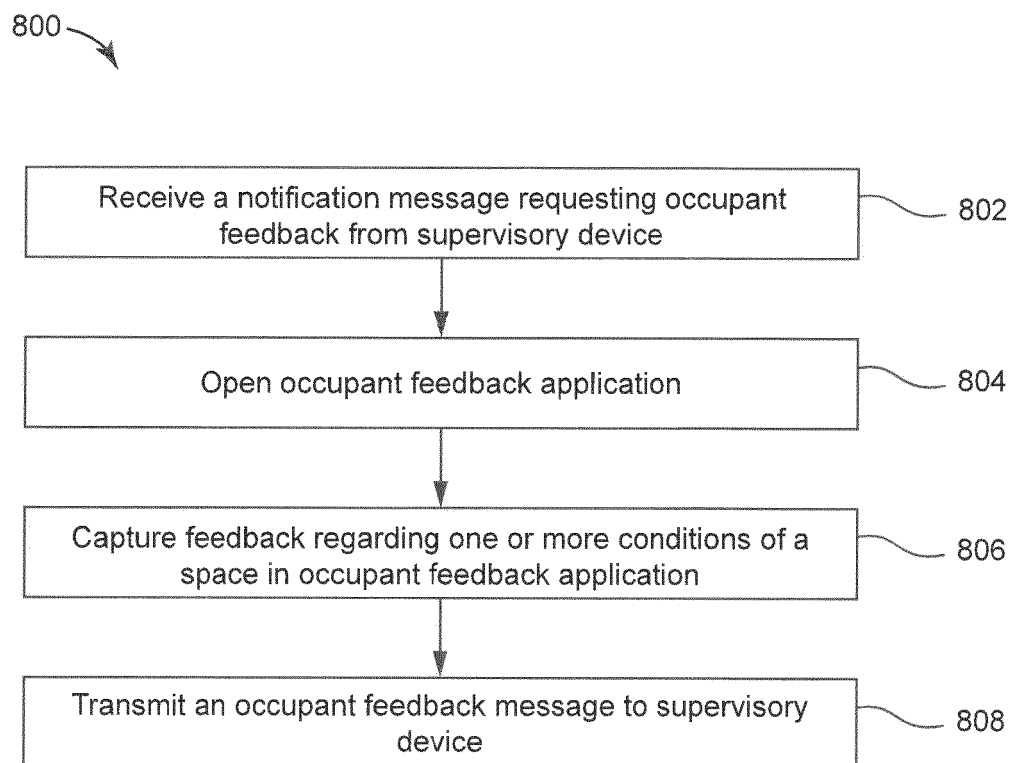 800
Receive a notification message requesting occupant
feedback from supervisory device
802
Open occupant feedback application
804
Capture feedback regarding one or more conditions of a
space in occupant feedback application
806
Transmit an occupant feedback message to supervisory
device
808